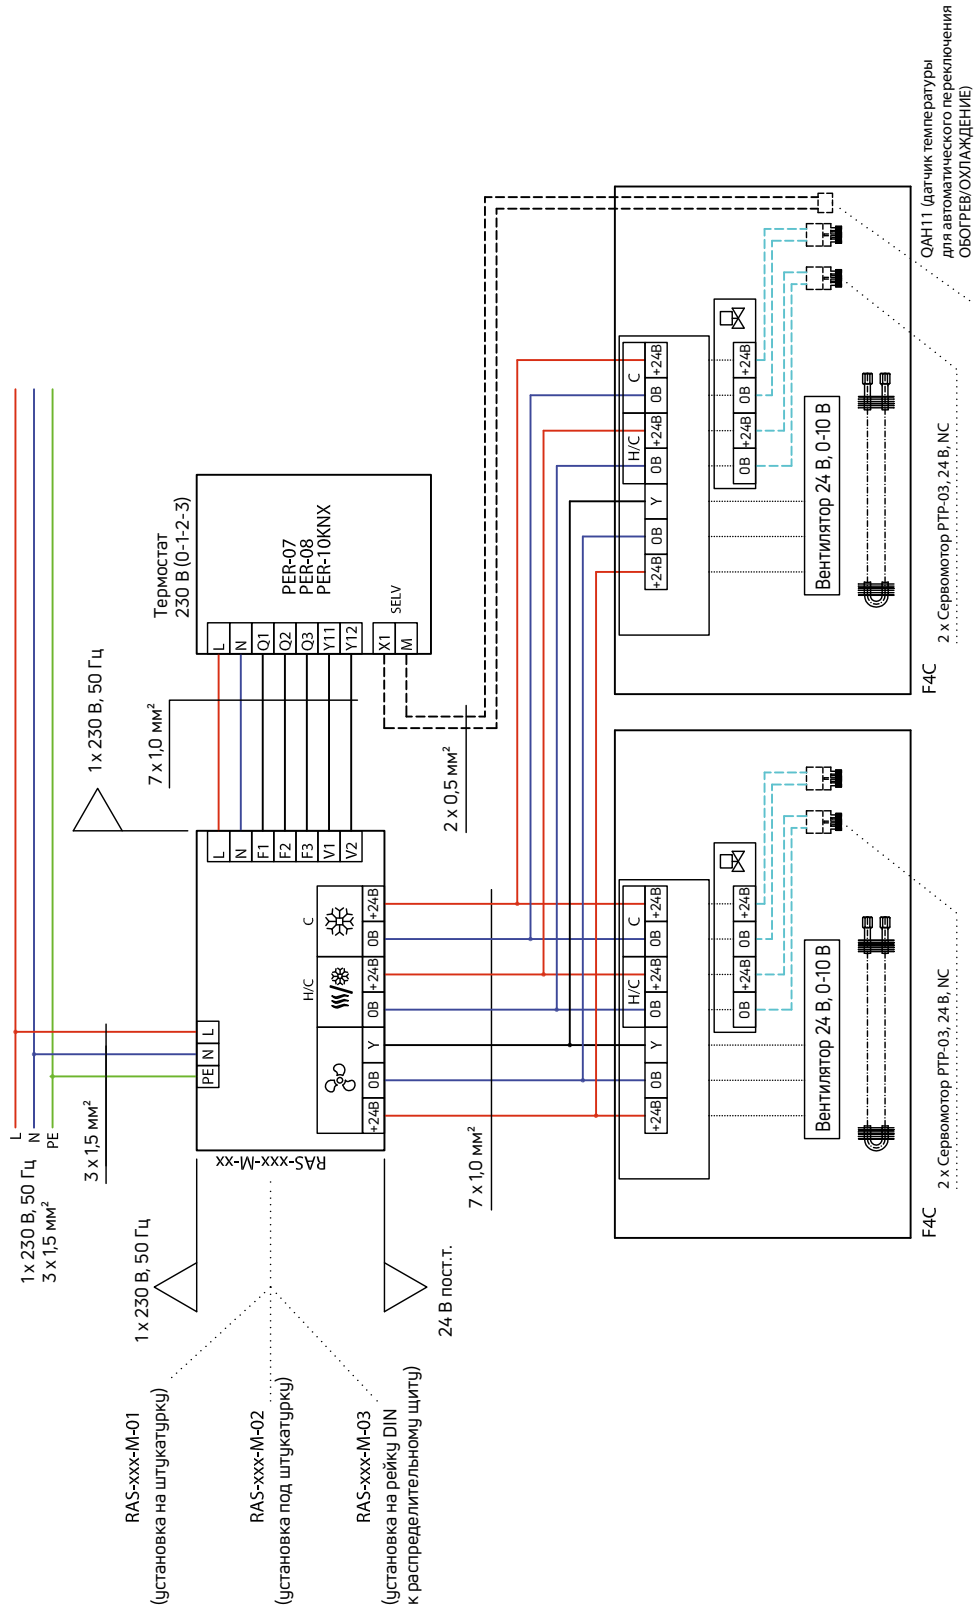 L
N
PE
1 x 230 В, 50 Гц
3 x 1,5 мм²
3 x 1,5 мм²
1 x 230 В, 50 Гц
24 В пост.т.
RAS-xxx-M-01
(установка на штукатурку)
RAS-xxx-M-02
(установка под штукатурку)
RAS-xxx-M-03
(установка на рейку DIN
к распределительному щиту)
RAS-xxx-M-xx
PE
N
L
+24В
0В
Y
0В
+24В
0В
+24В
H/C
C
L
N
F1
F2
F3
V1
V2
1 x 230 В, 50 Гц
7 x 1,0 мм²
Термостат
230 В (0-1-2-3)
L
N
Q1
Q2
Q3
Y11
Y12
X1
M
SELV
PER-07
PER-08
PER-10KNX
2 x 0,5 мм²
7 x 1,0 мм²
+24В
0В
Y
0В
+24В
0В
+24В
H/C
C
0В
+24В
0В
+24В
Вентилятор 24 В, 0-10 В
F4C
2 x Сервомотор PTP-03, 24 В, NC
+24В
0В
Y
0В
+24В
0В
+24В
H/C
C
0В
+24В
0В
+24В
Вентилятор 24 В, 0-10 В
F4C
2 x Сервомотор PTP-03, 24 В, NC
QAH11 (датчик температуры
для автоматического переключения
ОБОГРЕВ/ОХЛАЖДЕНИЕ)